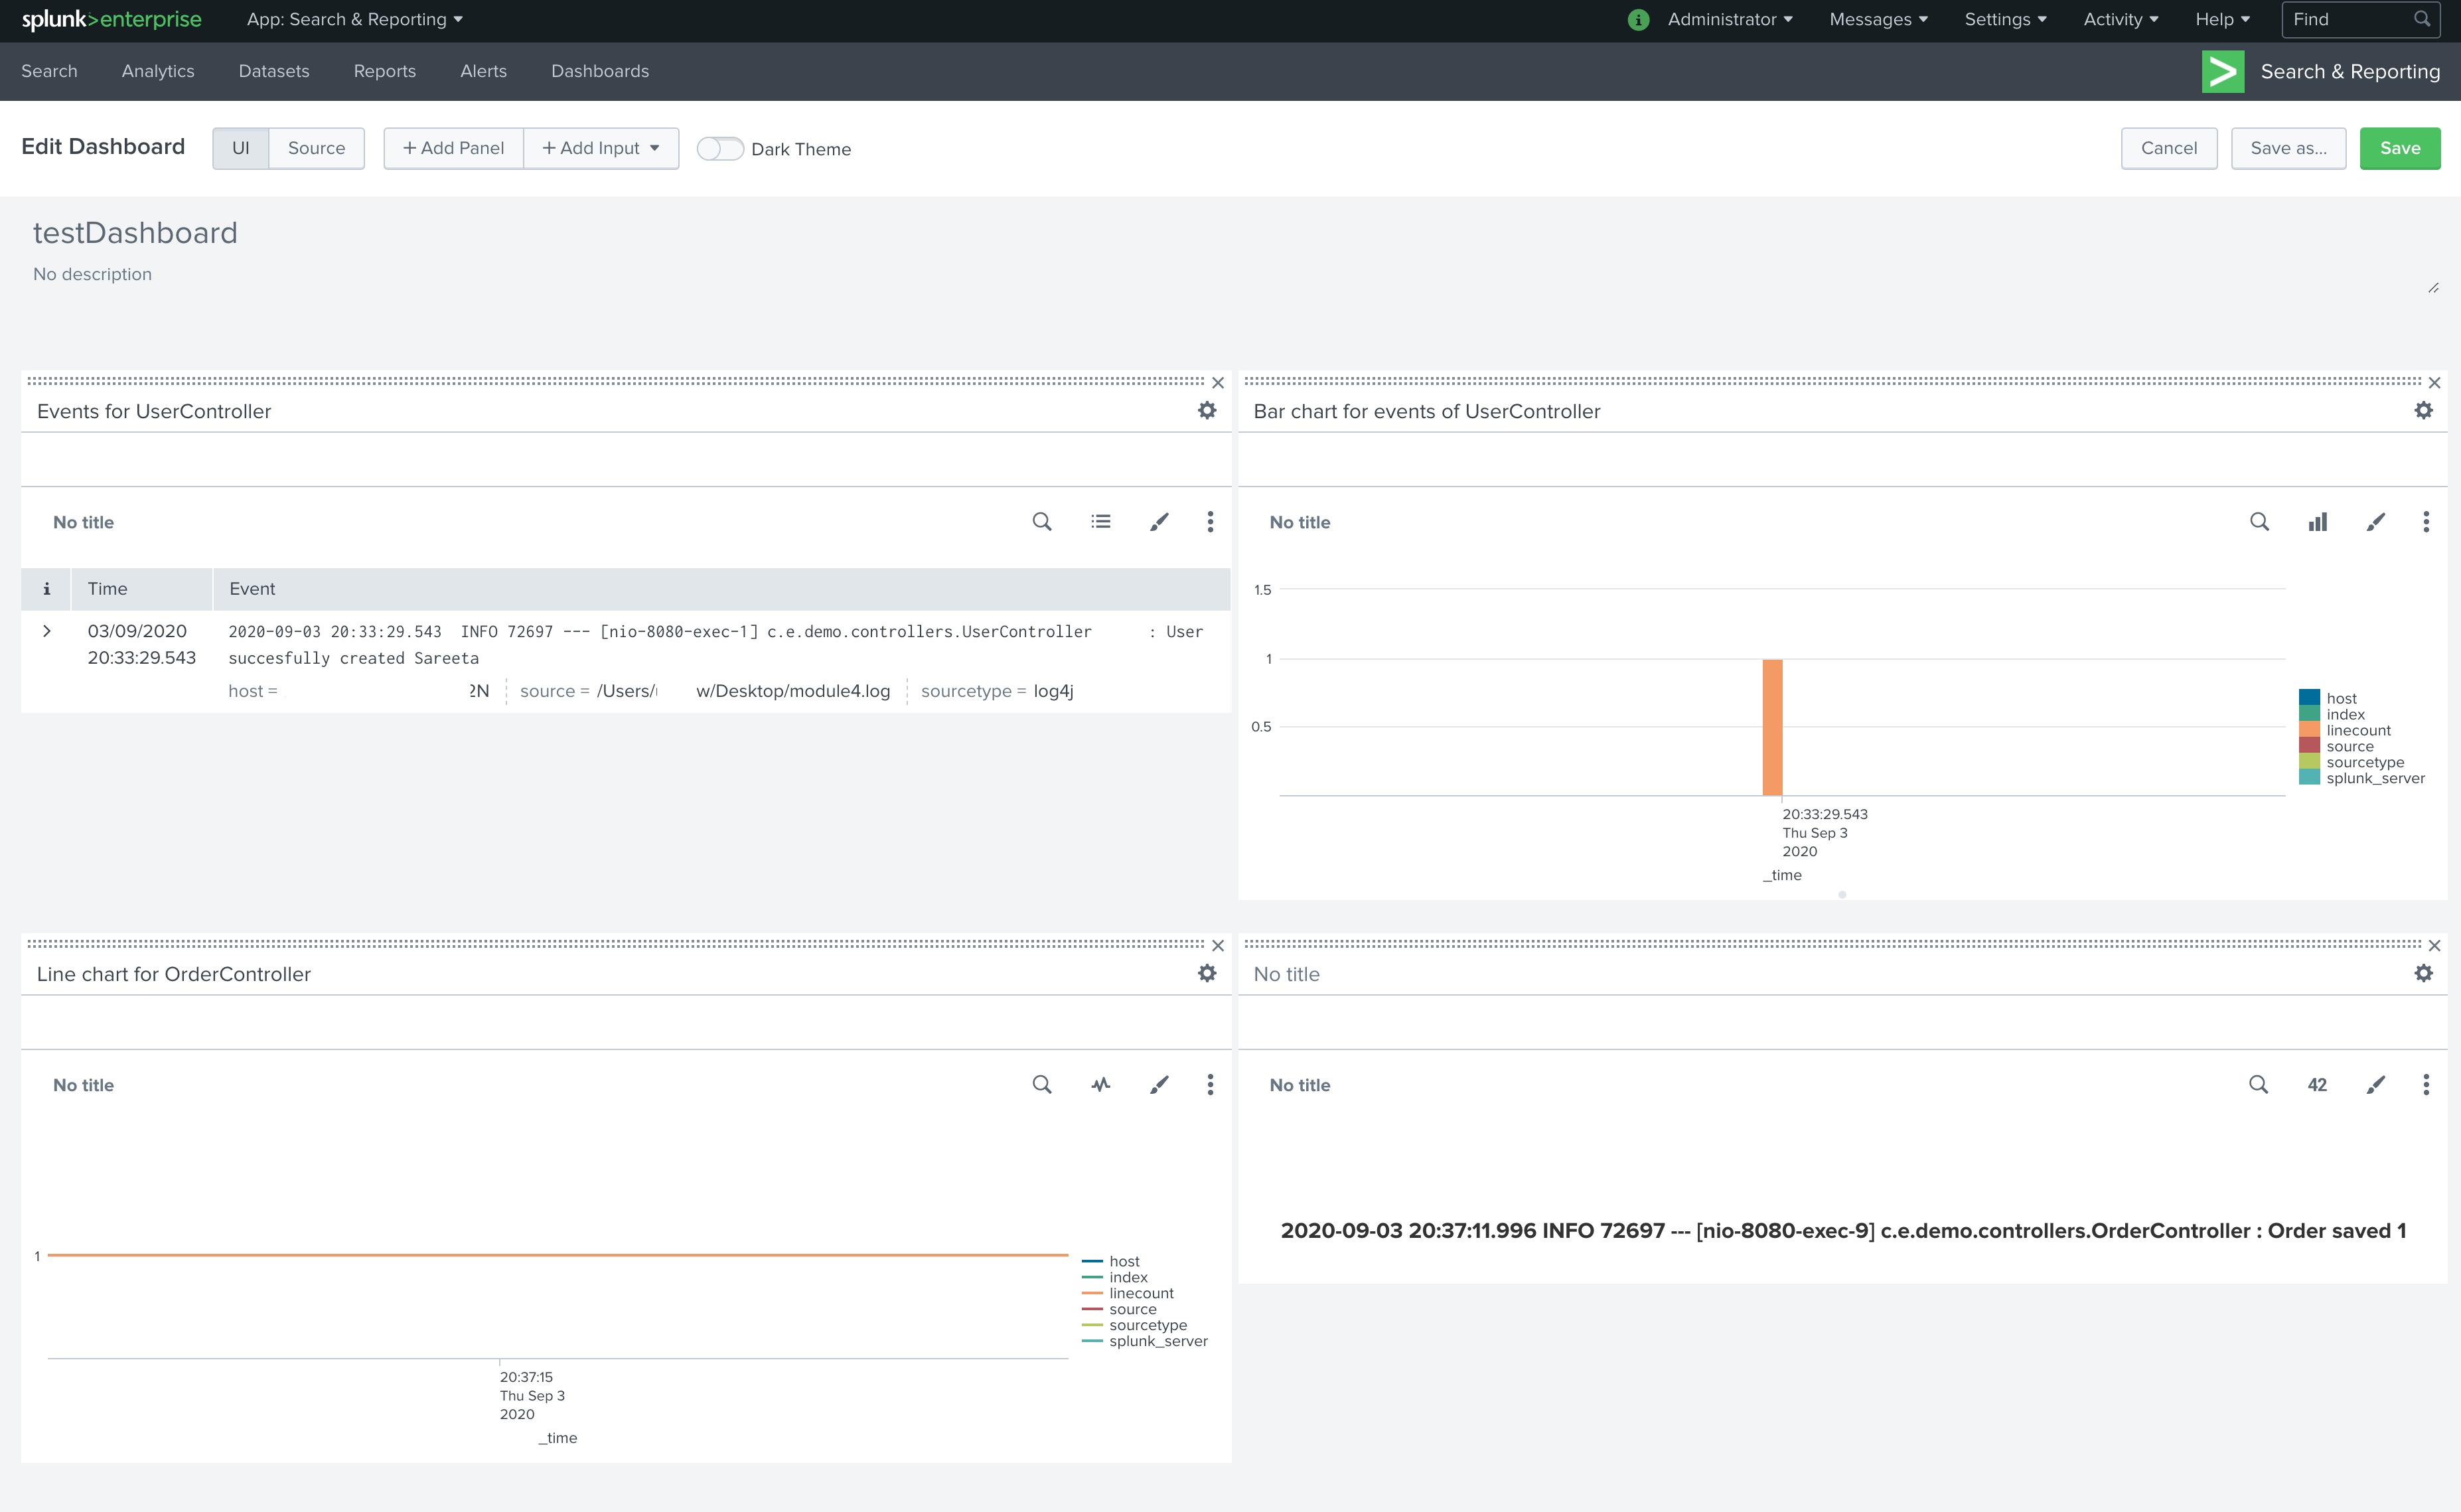 splunk>enterprise App: Search & Reporting Administrator Messages Settings Activity Help Find
Search Analytics Datasets Reports Alerts Dashboards Search & Reporting
Edit Dashboard UI Source + Add Panel + Add Input Dark Theme Cancel Save as... Save
testDashboard
No description
Events for UserController
No title
i Time Event
03/09/2020 2020-09-03 20:33:29.543 INFO 72697 --- [nio-8080-exec-1] c.e.demo.controllers.UserController : User
20:33:29.543 succesfully created Sareeta
host = 2N source = /Users/ w/Desktop/module4.log sourcetype = log4j
Bar chart for events of UserController
No title
1.5
1
0.5
host
index
linecount
source
sourcetype
splunk_server
20:33:29.543
Thu Sep 3
2020
_time
Line chart for OrderController
No title
1
host
index
linecount
source
sourcetype
splunk_server
20:37:15
Thu Sep 3
2020
_time
No title
No title 42
2020-09-03 20:37:11.996 INFO 72697 --- [nio-8080-exec-9] c.e.demo.controllers.OrderController : Order saved 1